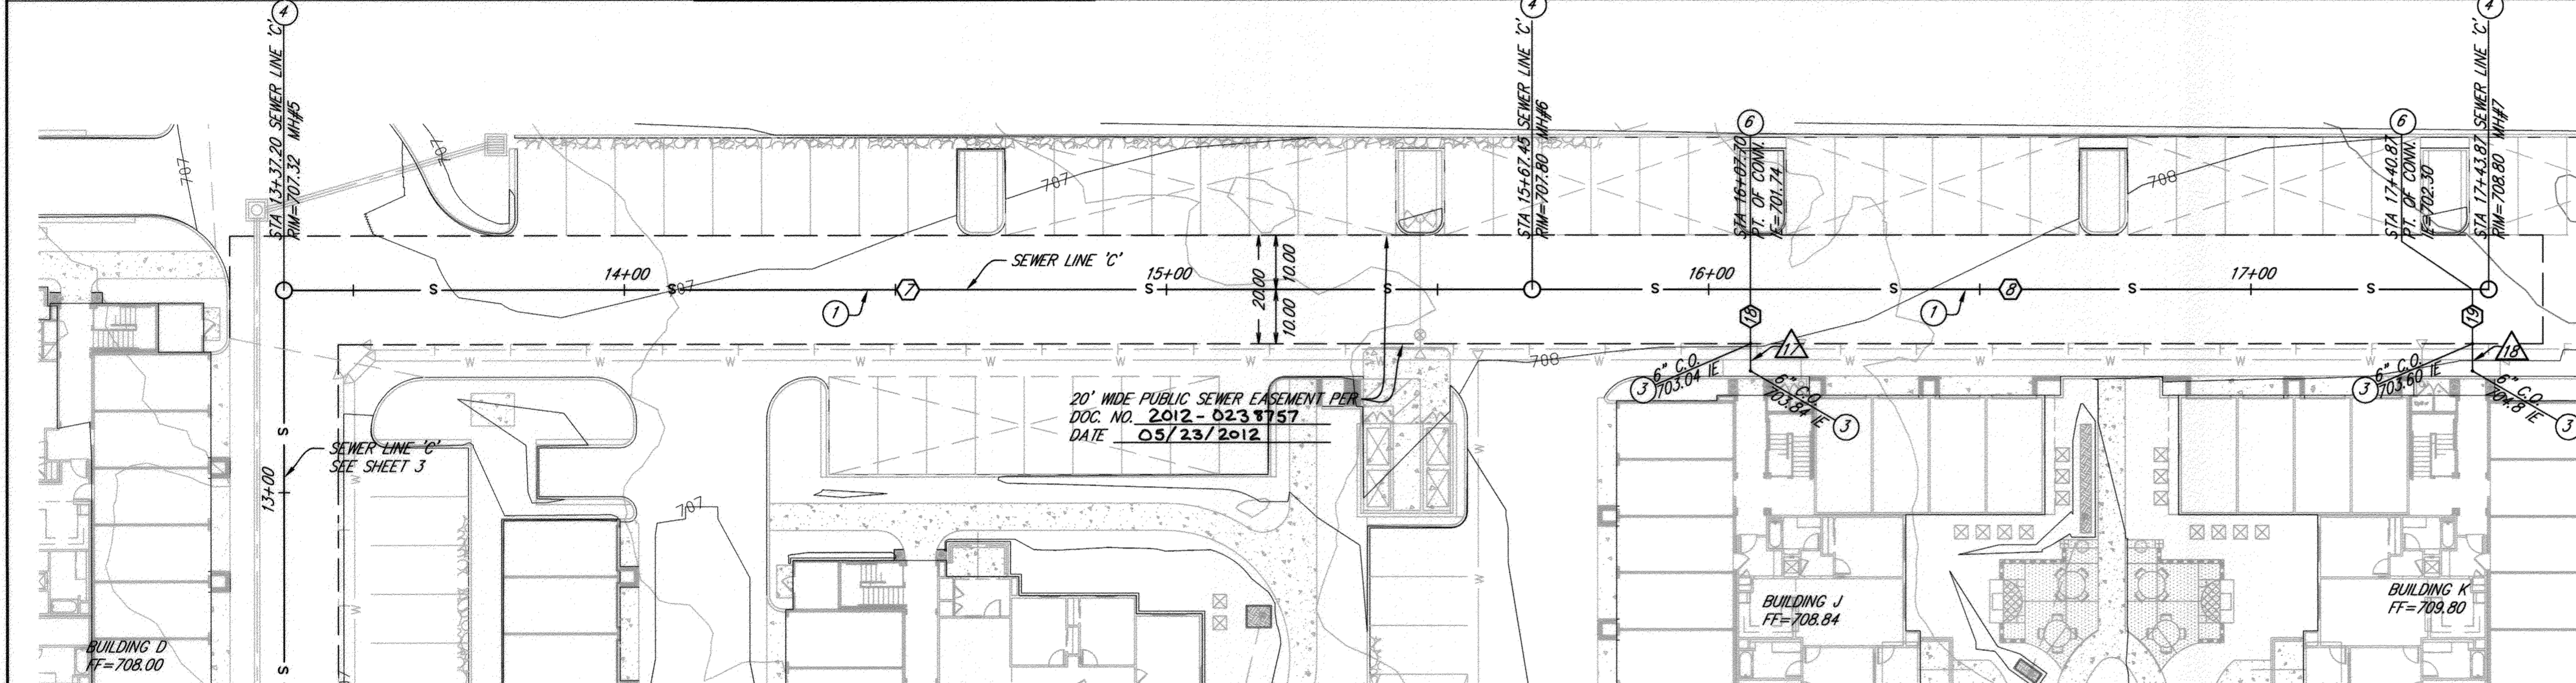 4
STA 13+37.20 SEWER LINE 'C'
RIM=707.32 MH#5
4
STA 15+67.45 SEWER LINE 'C'
RIM=707.80 MH#6
6
STA 16+07.70
PT. OF CONN.
IE=701.74
6
STA 17+40.87
PT. OF CONN.
IE=702.30
4
STA 17+43.87 SEWER LINE 'C'
RIM=708.80 MH#7
707
707
707
708
SEWER LINE 'C'
14+00
15+00
16+00
17+00
S
S
S
S
S
S
S
S
S
707
1
7
1
8
20.00
10.00
10.00
18
19
17
18
W
W
W
W
W
W
W
W
W
W
W
708
3
6" C.O.
703.04 IE
6" C.O.
703.84 IE
3
3
6" C.O.
703.60 IE
6" C.O.
704.8 IE
3
20' WIDE PUBLIC SEWER EASEMENT PER
DOC. NO. 2012-0238757
DATE 05/23/2012
S
SEWER LINE 'C'
SEE SHEET 3
13+00
W
W
W
W
W
707
S
BUILDING D
FF=708.00
BUILDING J
FF=708.84
BUILDING K
FF=709.80